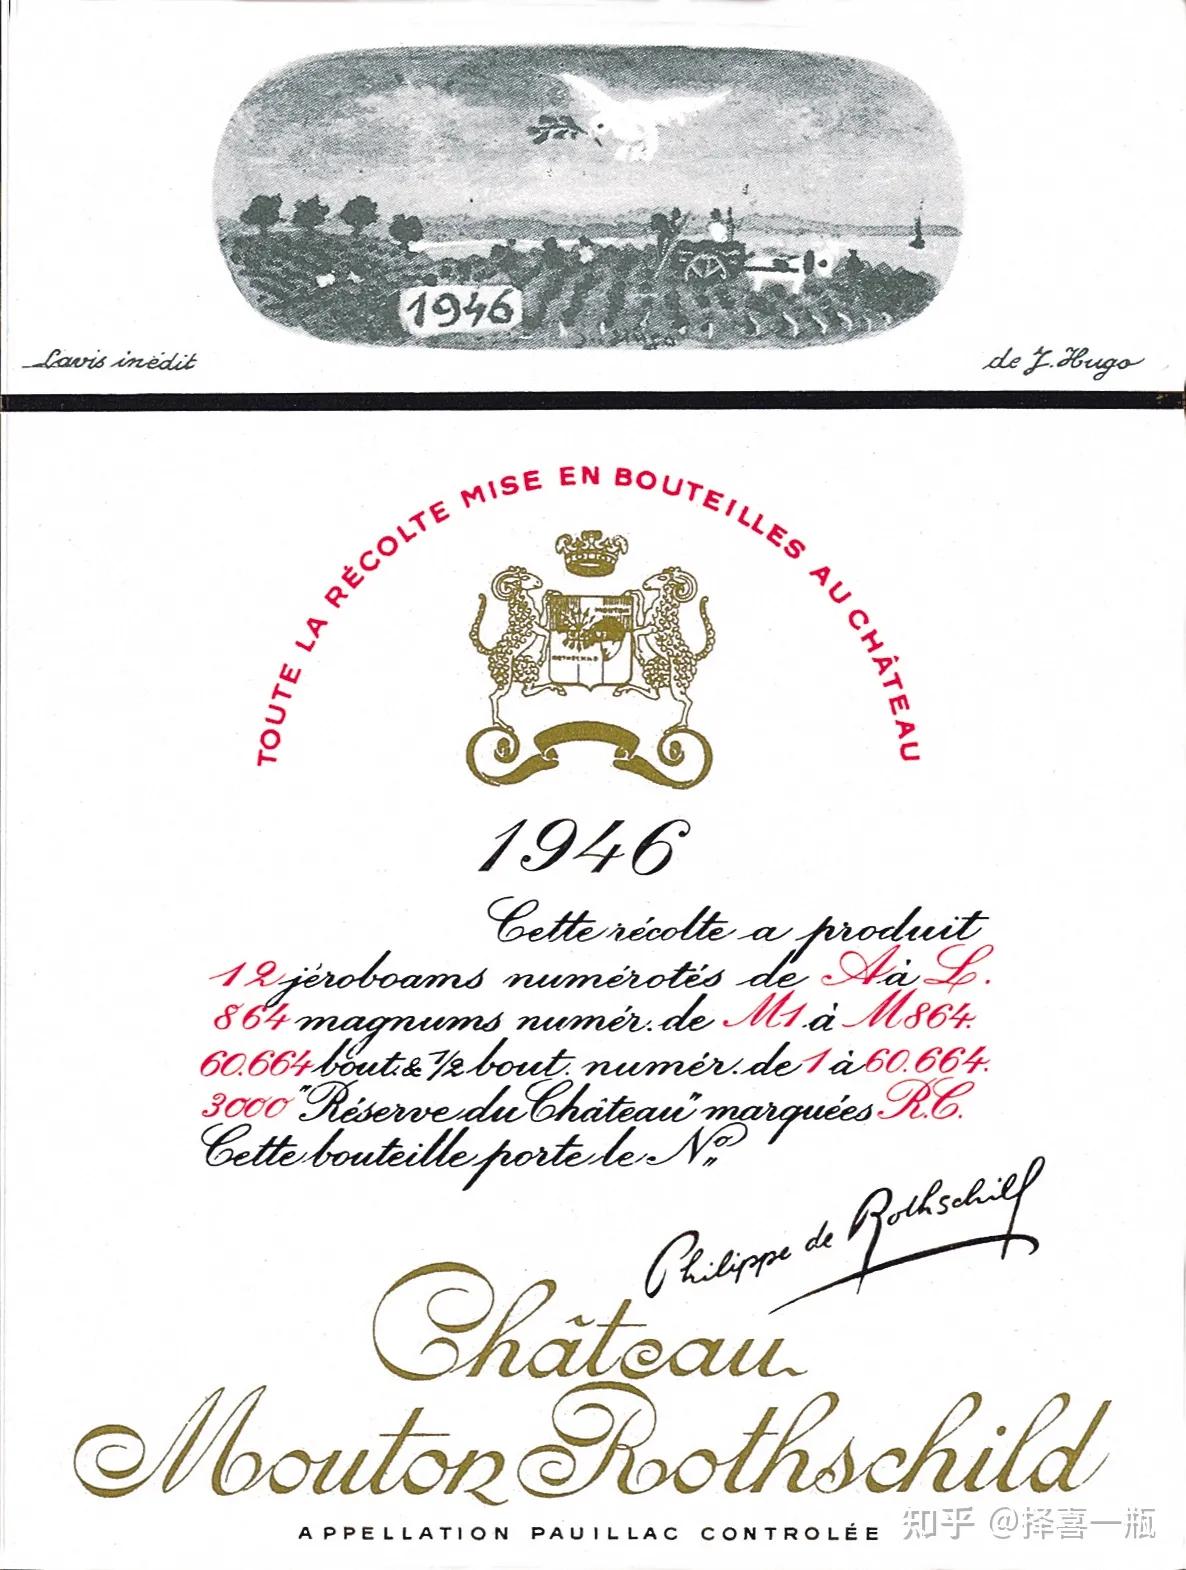 1946
Lavis inédit
de J. Hugo
TOUTE LA RÉCOLTE MISE EN BOUTEILLES AU CHÂTEAU
MOUTON
ROTHSCHILD
1946
Cette récolte a produit
12 jéroboams numérotés de A à L.
864 magnums numér. de M1 à M864.
60.664 bout. & 1/2 bout. numér. de 1 à 60.664.
3000 "Réserve du Château" marquées R.C.
Cette bouteille porte le Nº
Philippe de Rothschild
Château
Mouton Rothschild
APPELLATION PAUILLAC CONTROLÉE
知乎 @择喜一瓶